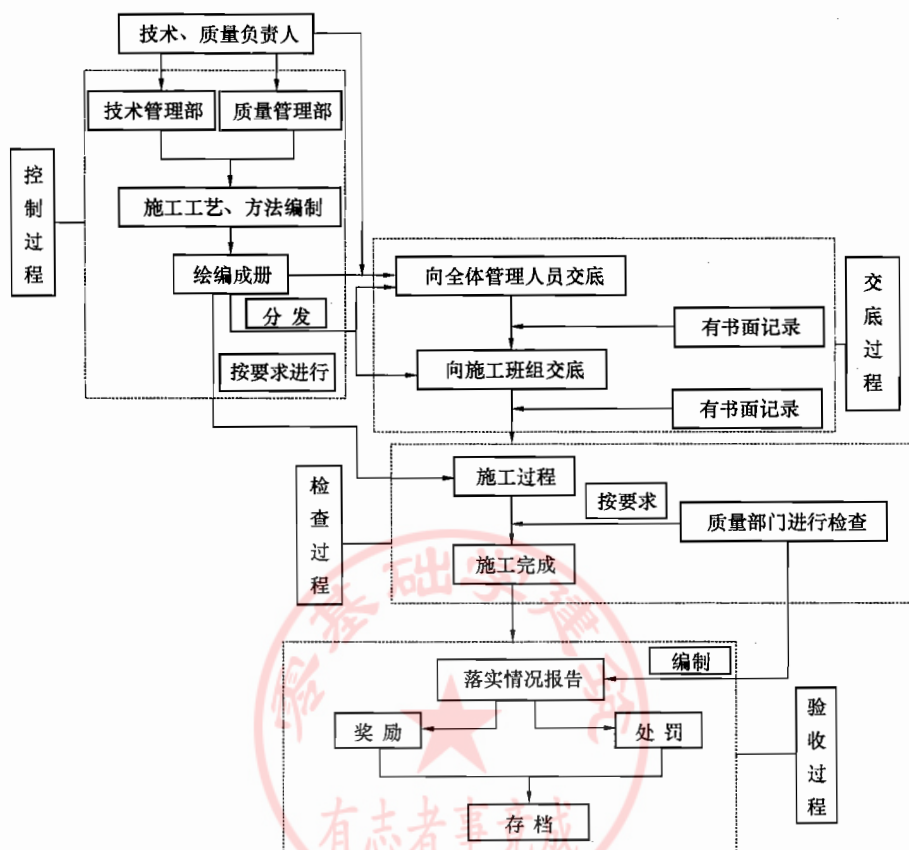 技术、质量负责人
技术管理部
质量管理部
控制过程
施工工艺、方法编制
绘编成册
向全体管理人员交底
分发
有书面记录
交底过程
按要求进行
向施工班组交底
有书面记录
施工过程
检查过程
按要求
质量部门进行检查
施工完成
零基础学建筑
编制
落实情况报告
奖励
处罚
验收过程
有志者事竟成
存档